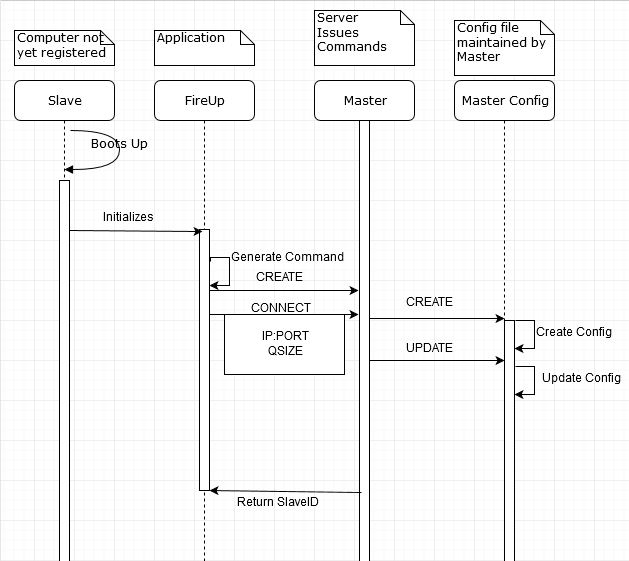 Computer not
yet registered
Application
Server
Issues
Commands
Config file
maintained by
Master
Slave
FireUp
Master
Master Config
Boots Up
Initializes
Generate Command
CREATE
CONNECT
IP:PORT
QSIZE
CREATE
Create Config
UPDATE
Update Config
Return SlaveID